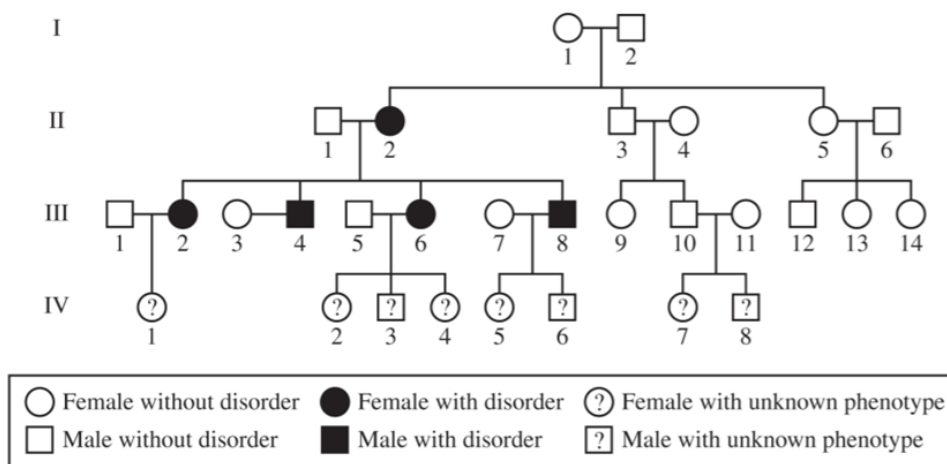 I
1 2
II
1 2 3 4 5 6
III
1 2 3 4 5 6 7 8 9 10 11 12 13 14
? ? ? ? ? ? ? ?
IV
1 2 3 4 5 6 7 8
Female without disorder Female with disorder ? Female with unknown phenotype
Male without disorder Male with disorder ? Male with unknown phenotype